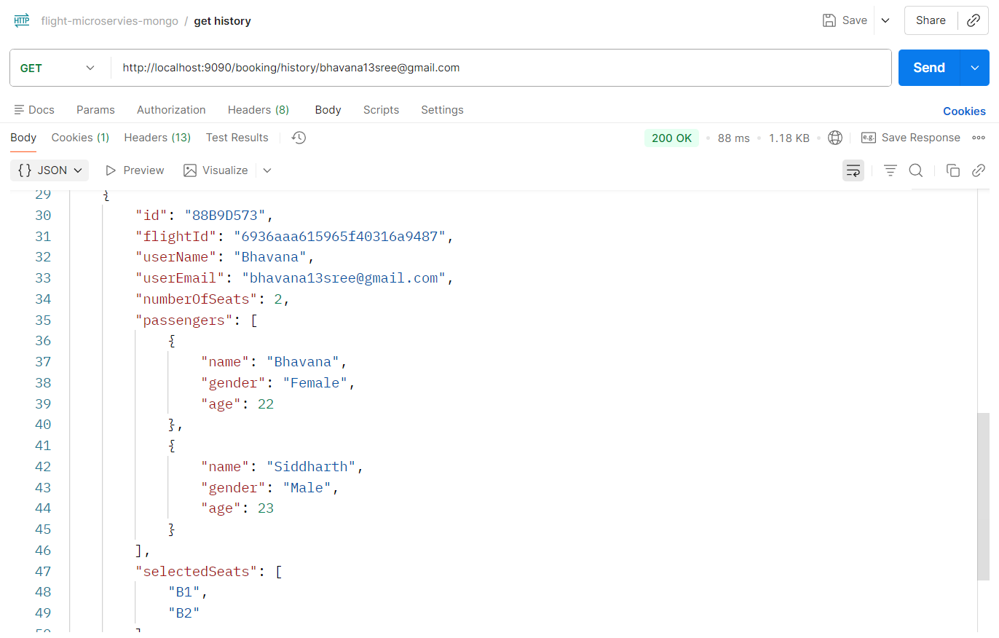 HTTP flight-microservies-mongo / get history Save Share
GET http://localhost:9090/booking/history/bhavana13sree@gmail.com Send
Docs Params Authorization Headers (8) Body Scripts Settings Cookies
Body Cookies (1) Headers (13) Test Results 200 OK • 88 ms • 1.18 KB • e.g. Save Response
{} JSON Preview Visualize
29 {
30 "id": "88B9D573",
31 "flightId": "6936aaa615965f40316a9487",
32 "userName": "Bhavana",
33 "userEmail": "bhavana13sree@gmail.com",
34 "numberOfSeats": 2,
35 "passengers": [
36 {
37 "name": "Bhavana",
38 "gender": "Female",
39 "age": 22
40 },
41 {
42 "name": "Siddharth",
43 "gender": "Male",
44 "age": 23
45 }
46 ],
47 "selectedSeats": [
48 "B1",
49 "B2"